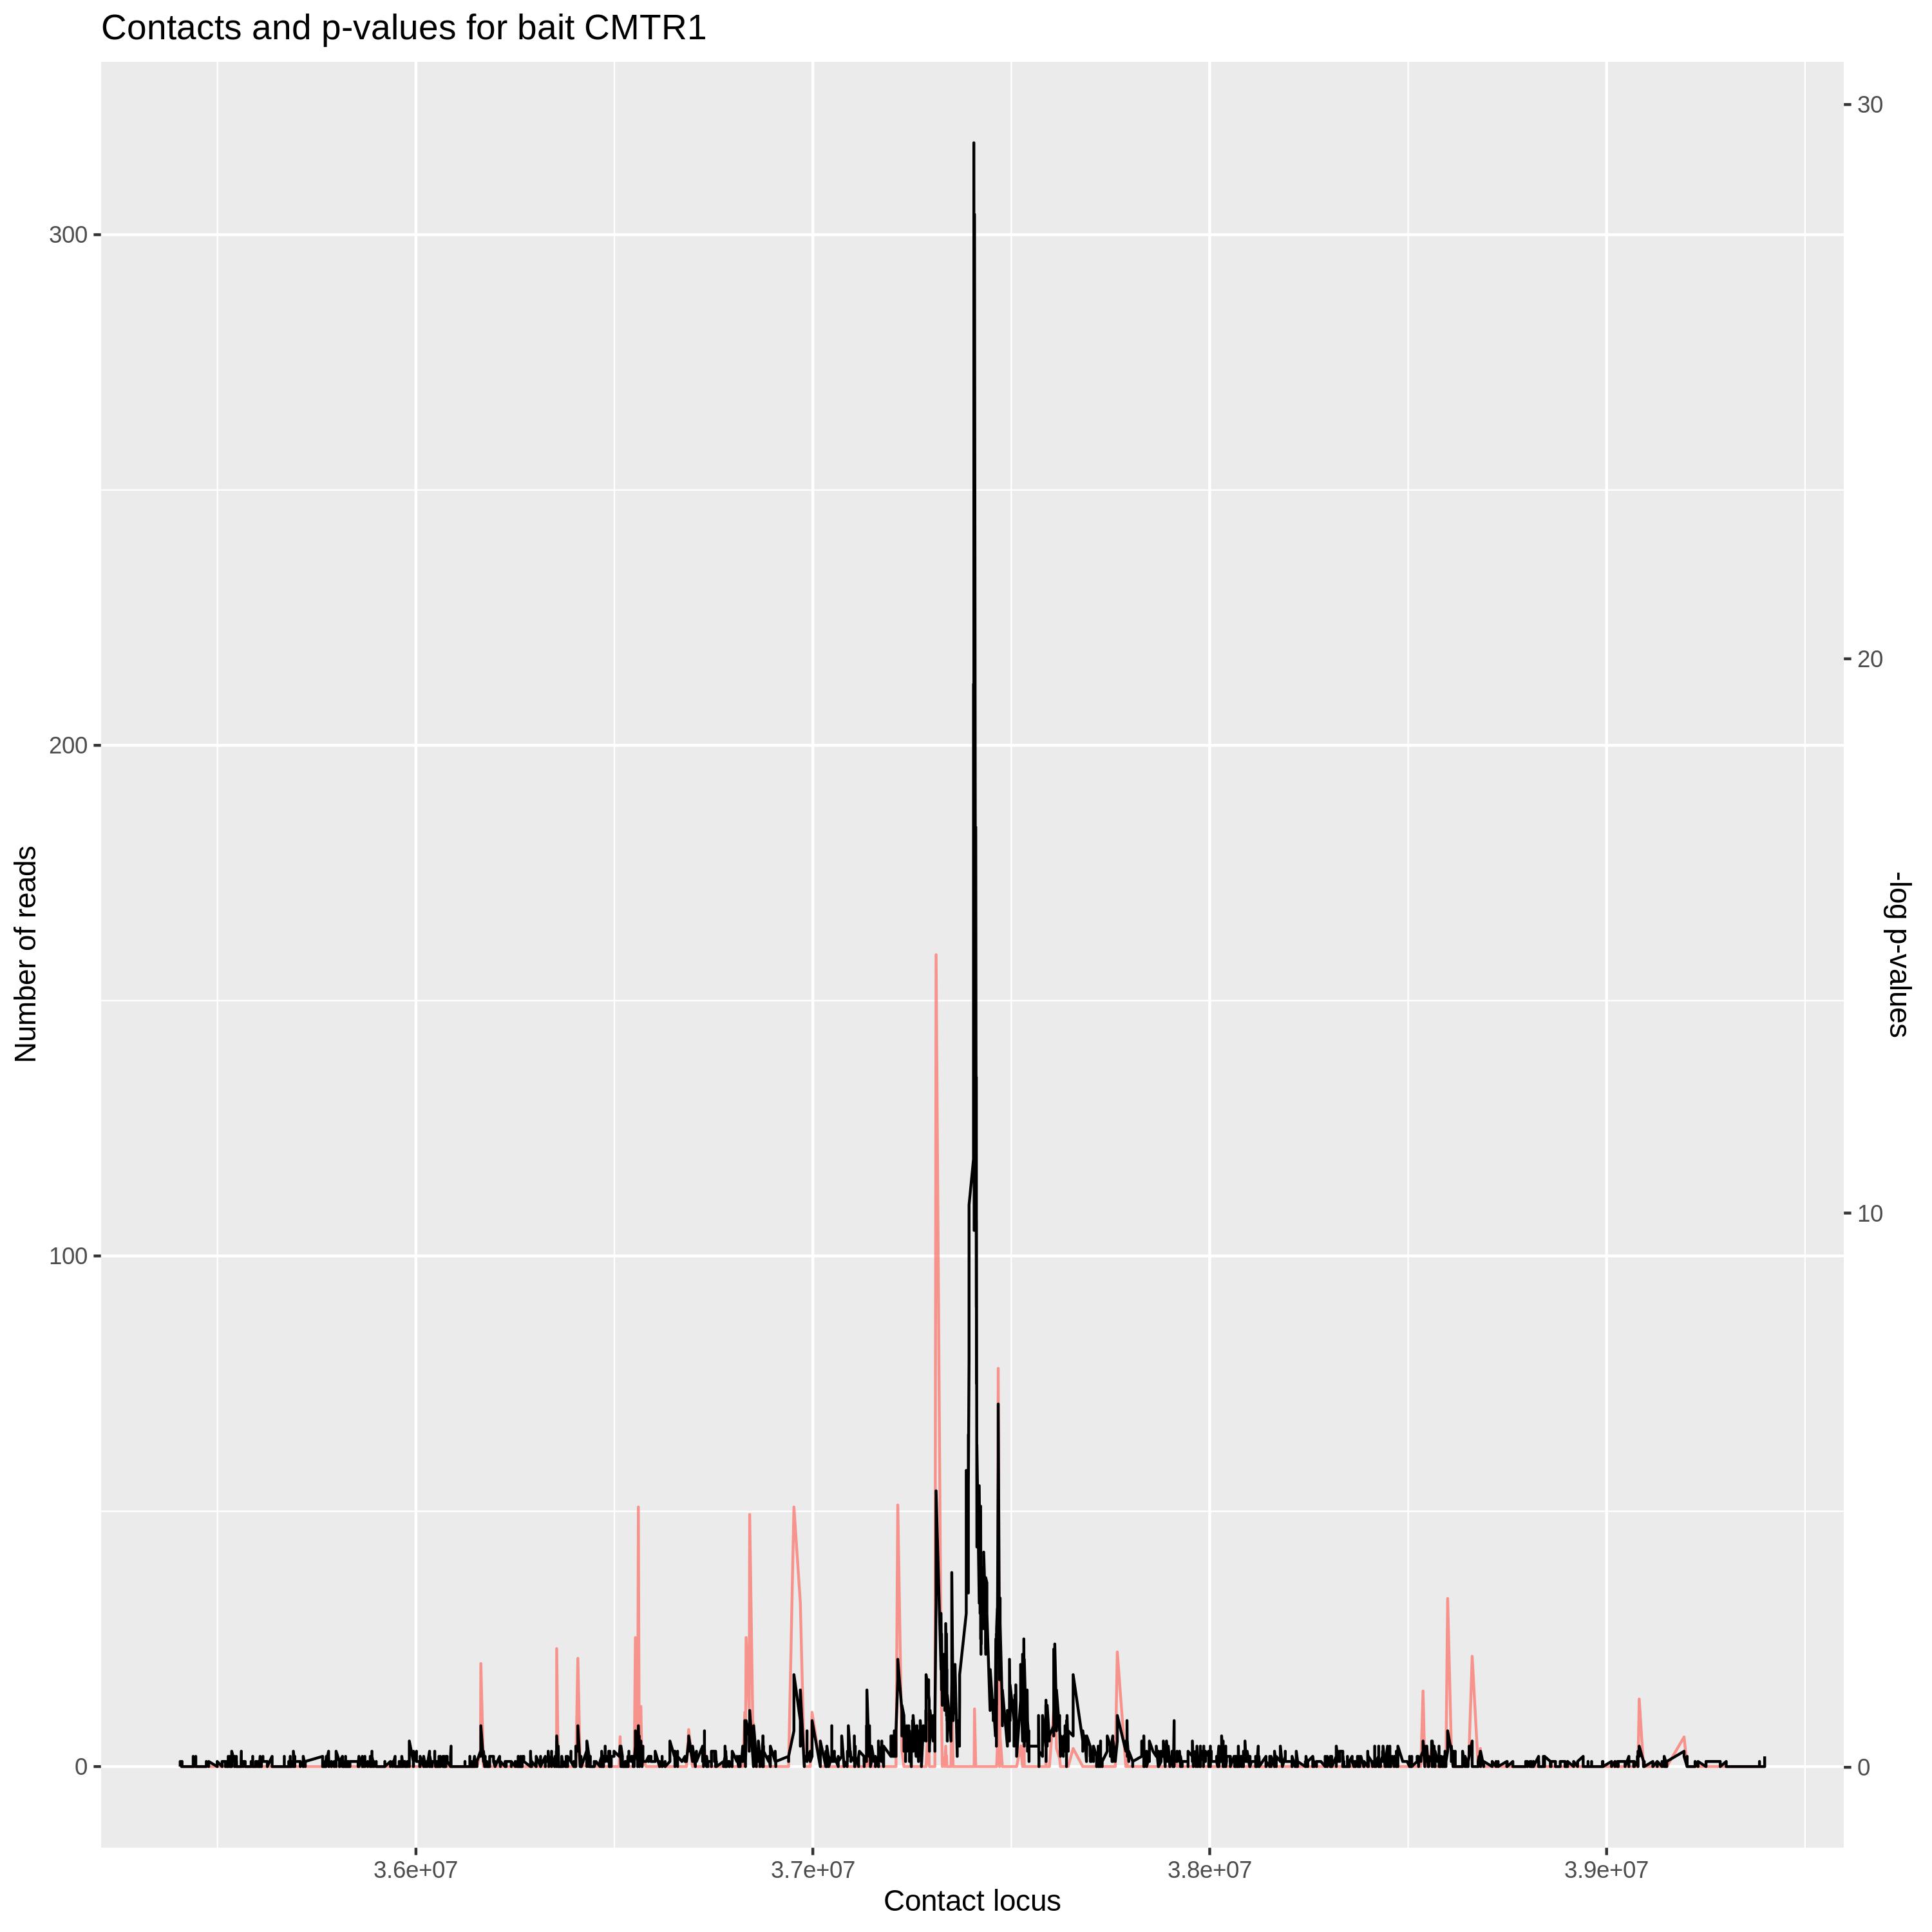 Contacts and p-values for bait CMTR1
30
300
20
200
Number of reads
-log p-values
10
100
0
0
3.6e+07
3.7e+07
3.8e+07
3.9e+07
Contact locus